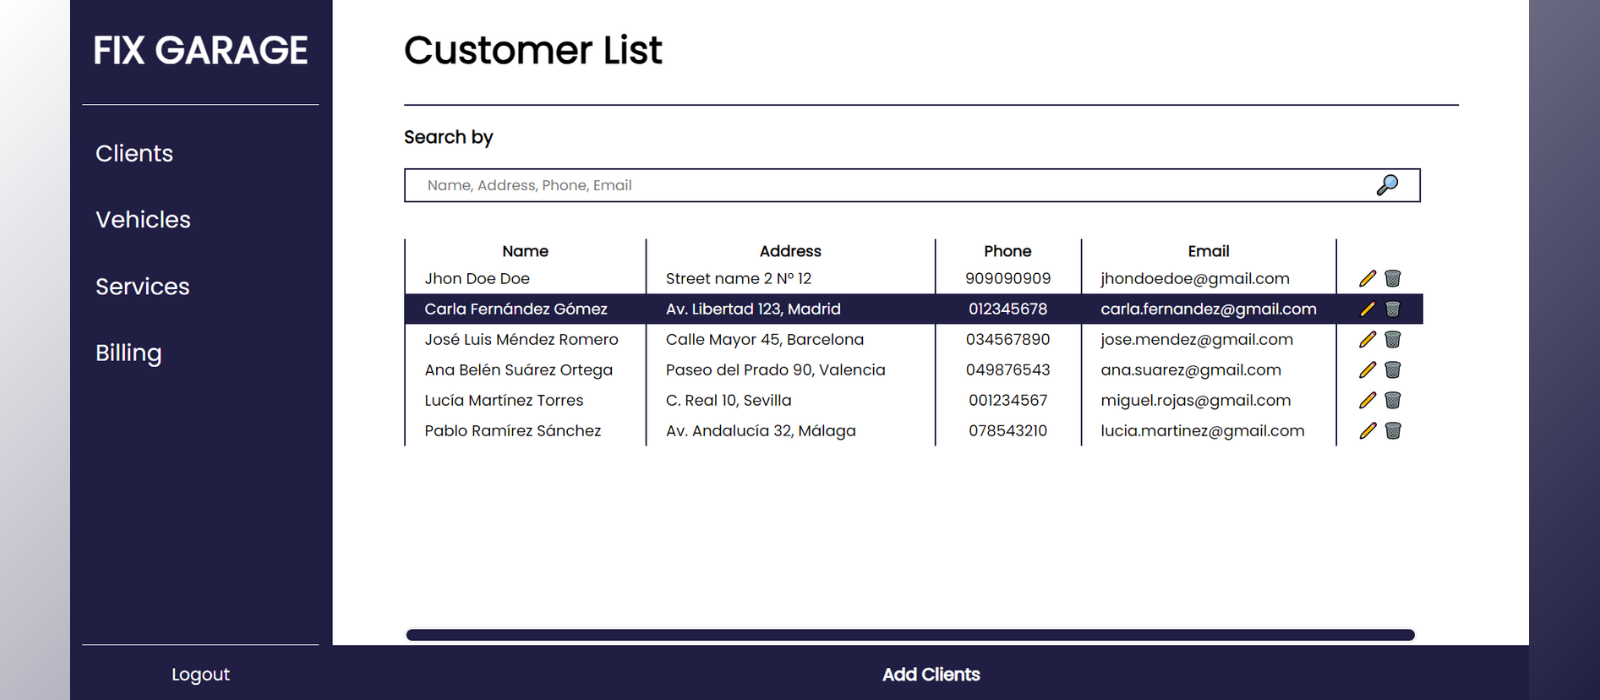 FIX GARAGE
Clients
Vehicles
Services
Billing
Logout
Customer List
Search by
Name, Address, Phone, Email
Name Address Phone Email
Jhon Doe Doe Street name 2 Nº 12 909090909 jhondoedoe@gmail.com
Carla Fernández Gómez Av. Libertad 123, Madrid 012345678 carla.fernandez@gmail.com
José Luis Méndez Romero Calle Mayor 45, Barcelona 034567890 jose.mendez@gmail.com
Ana Belén Suárez Ortega Paseo del Prado 90, Valencia 049876543 ana.suarez@gmail.com
Lucía Martínez Torres C. Real 10, Sevilla 001234567 miguel.rojas@gmail.com
Pablo Ramírez Sánchez Av. Andalucía 32, Málaga 078543210 lucia.martinez@gmail.com
Add Clients